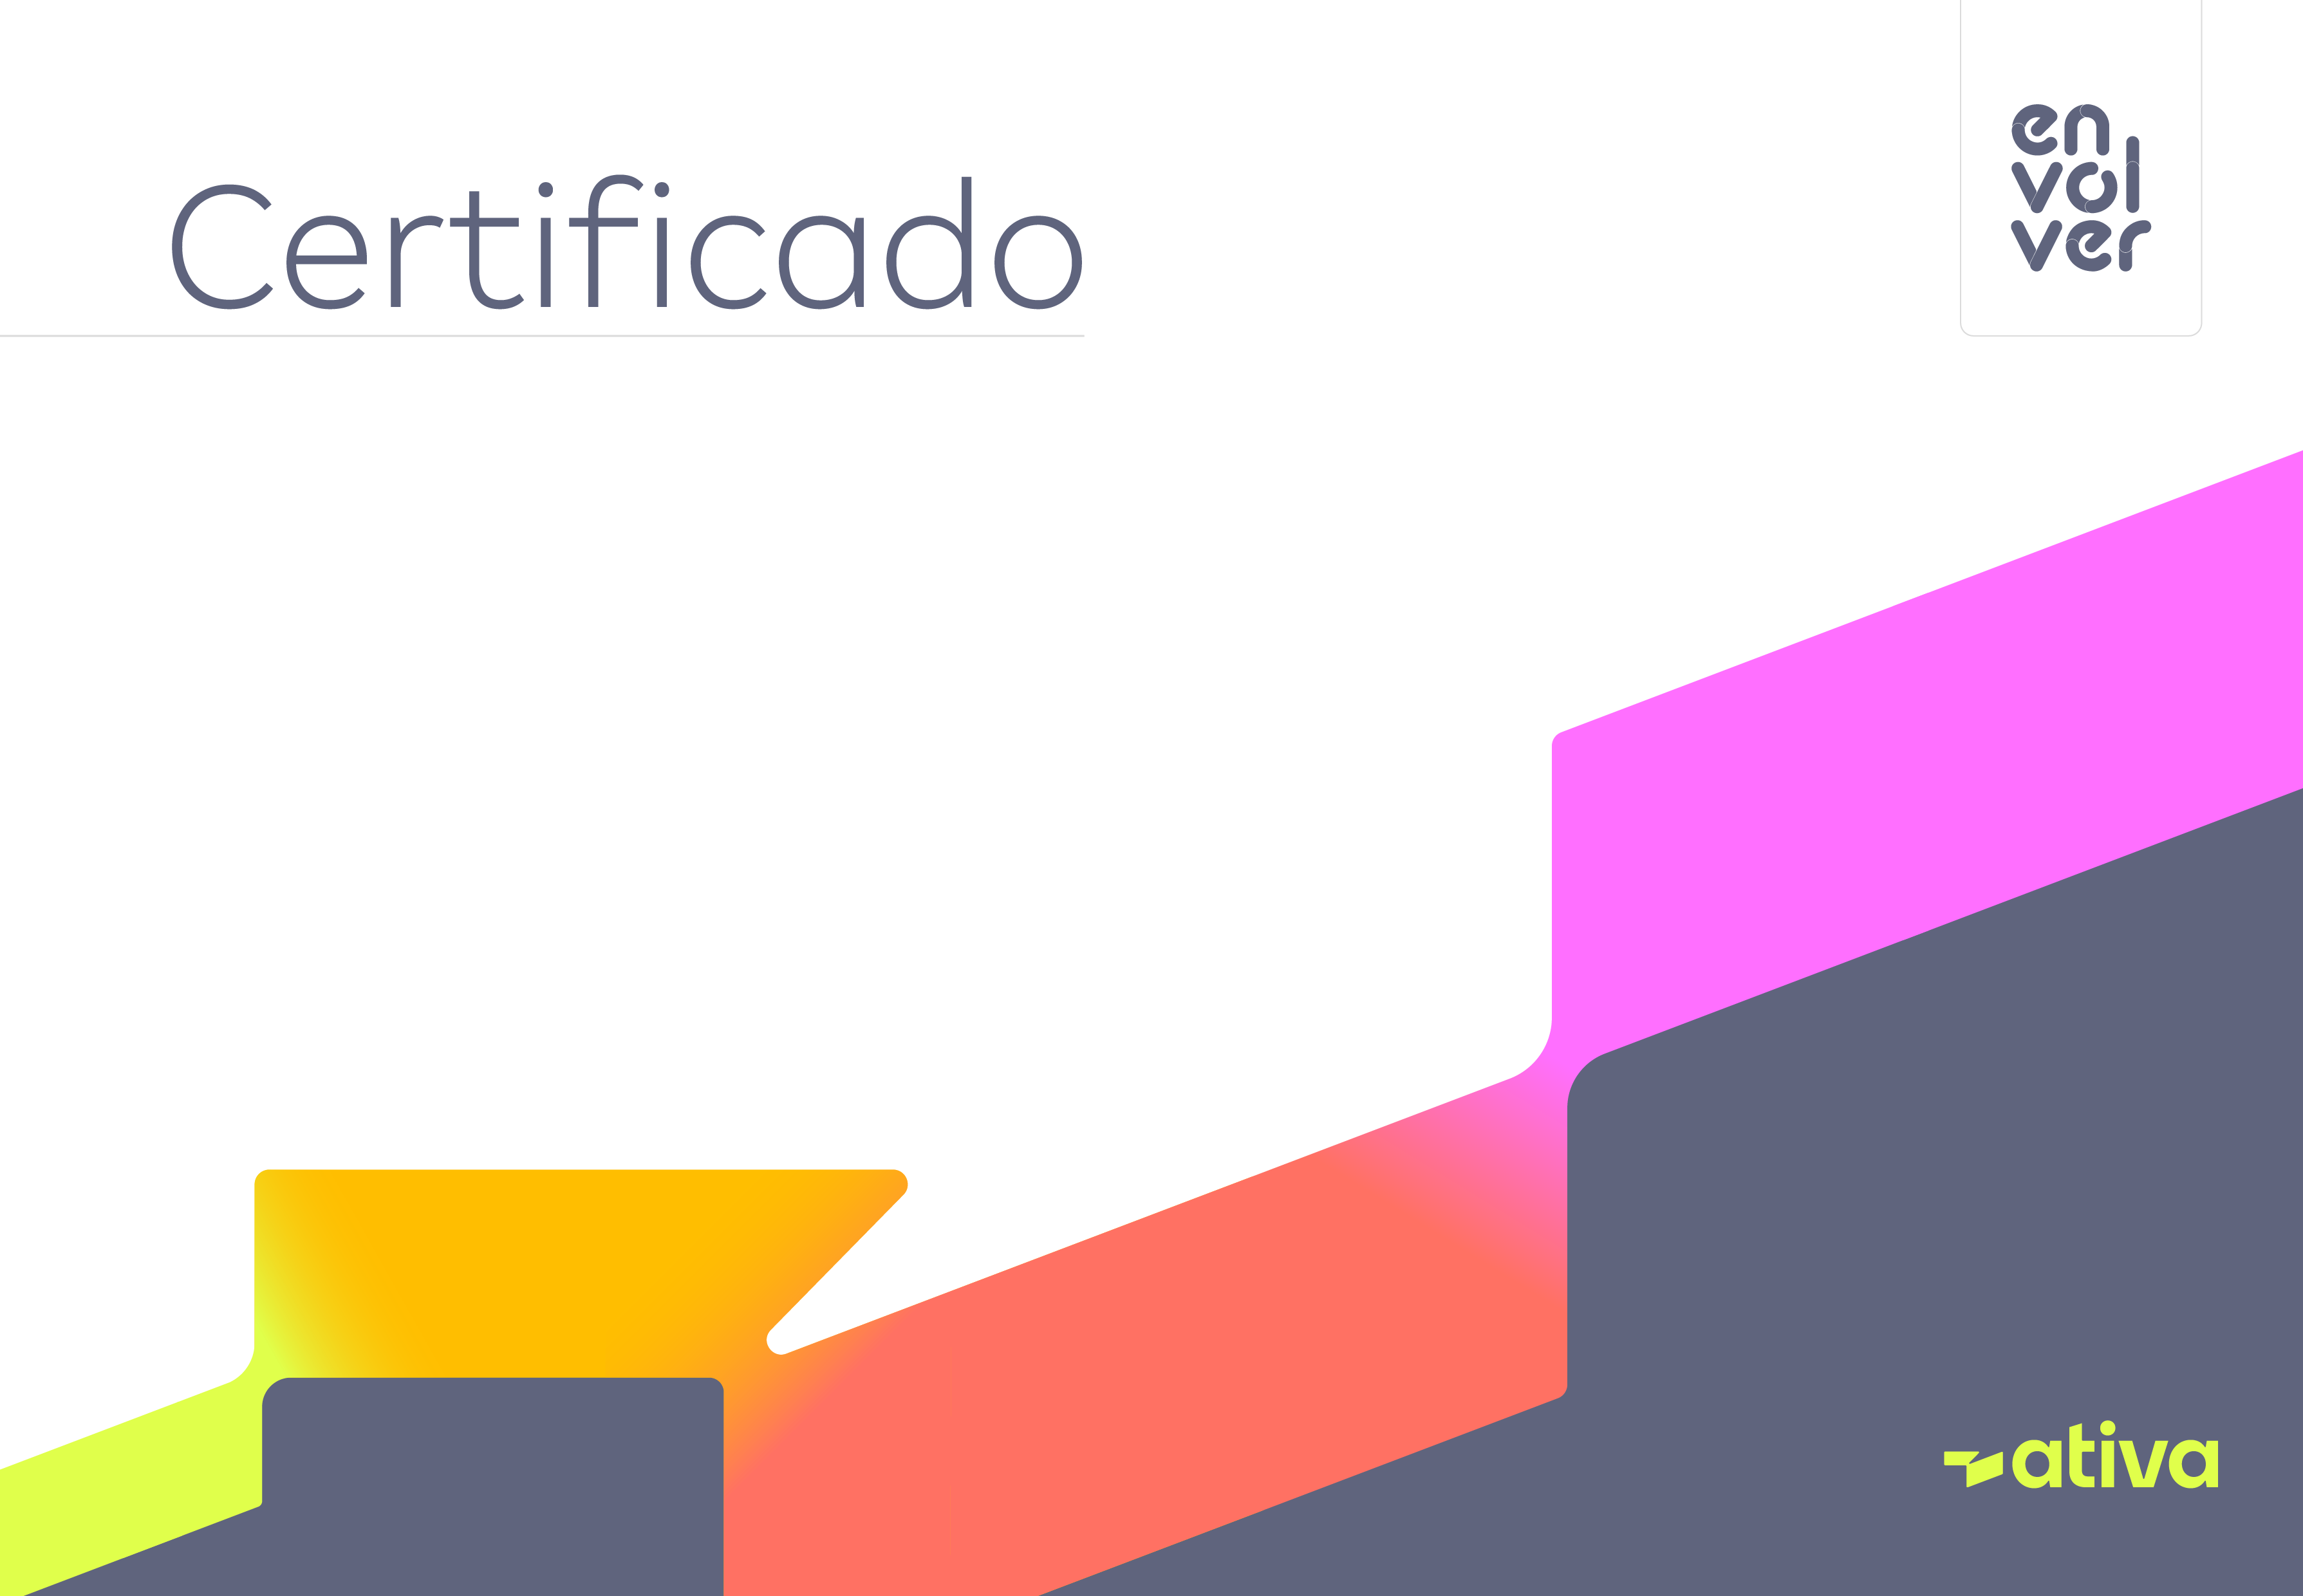 Certificado
en
vol
ver
ativa